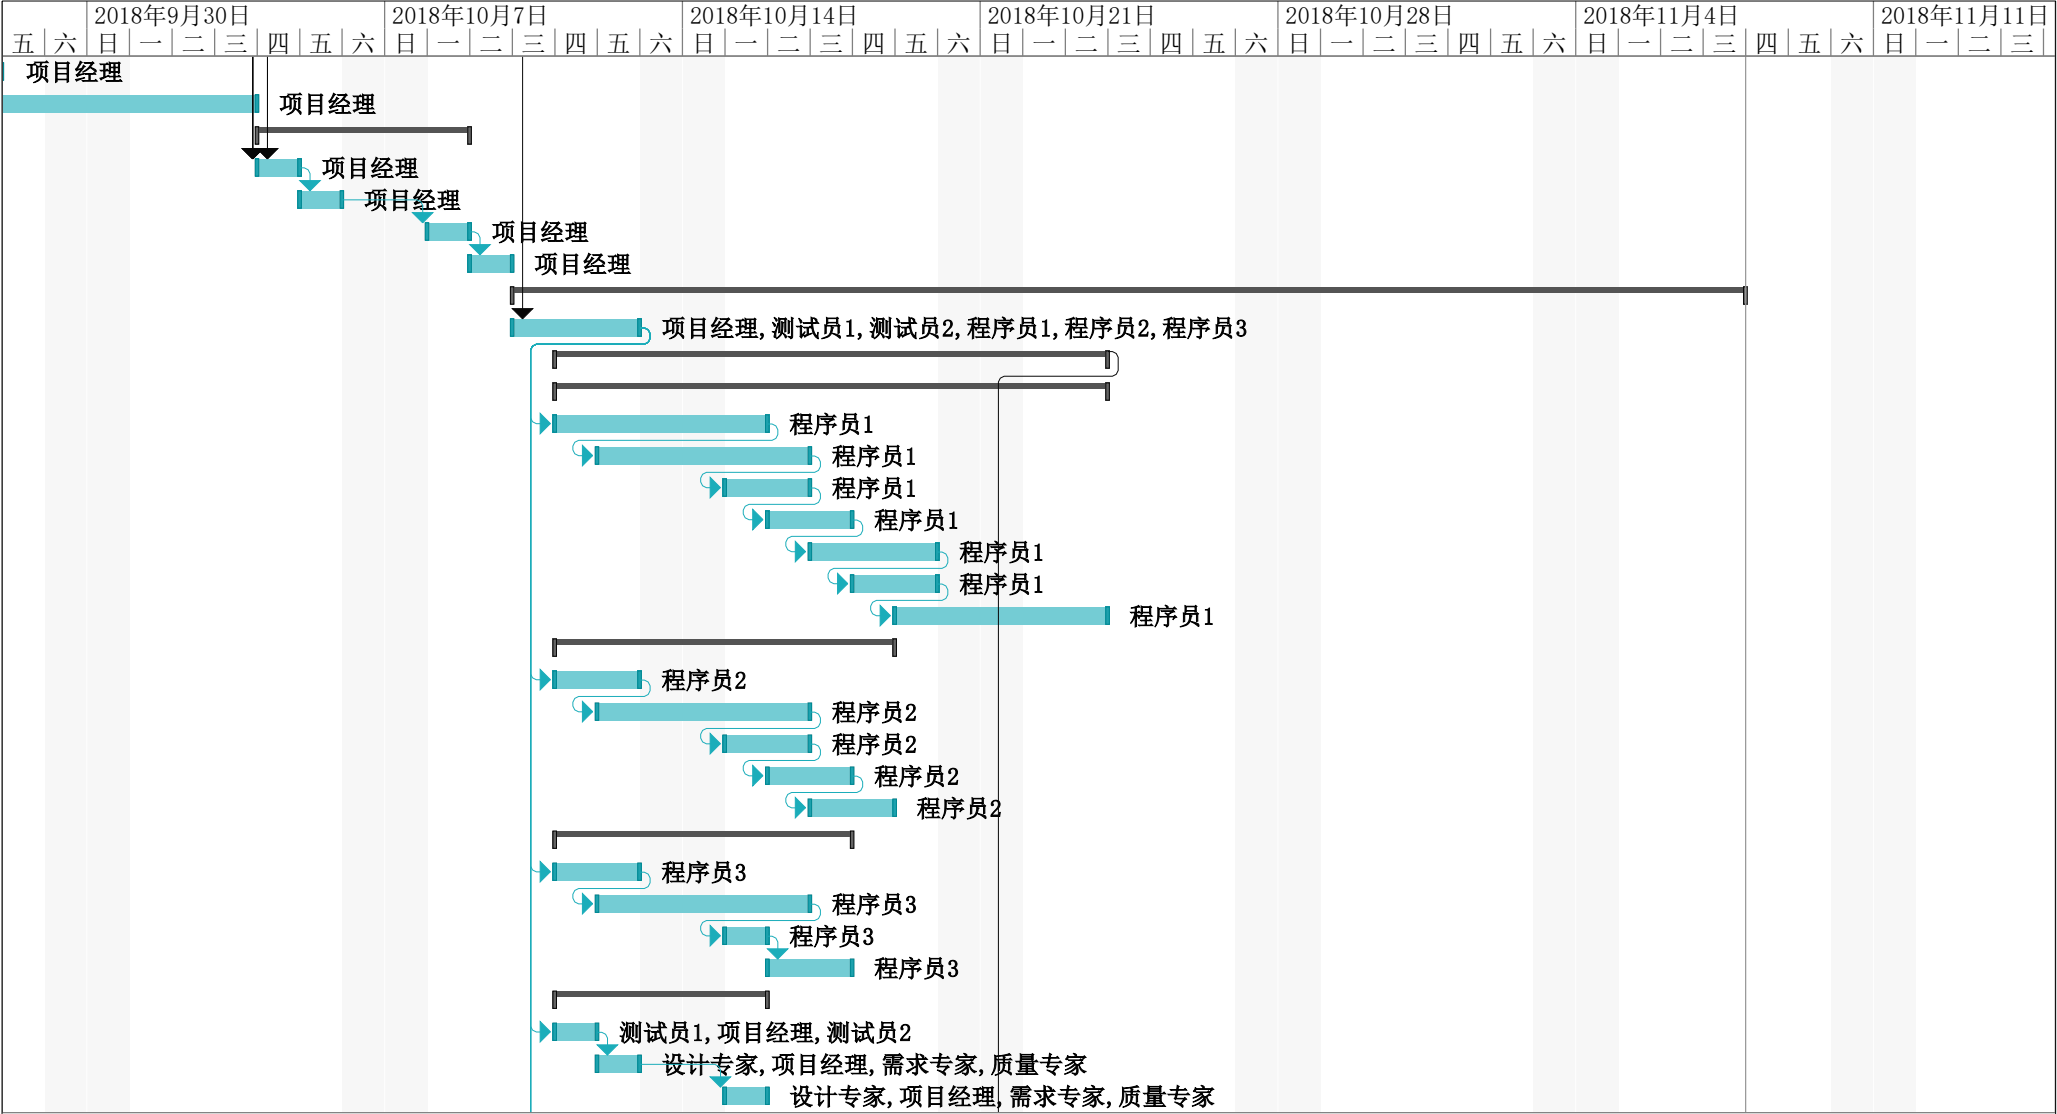 2018年9月30日 2018年10月7日 2018年10月14日 2018年10月21日 2018年10月28日 2018年11月4日 2018年11月11日
五 六 日 一 二 三 四 五 六 日 一 二 三 四 五 六 日 一 二 三 四 五 六 日 一 二 三 四 五 六 日 一 二 三 四 五 六 日 一 二 三 四 五 六 日 一 二 三
项目经理
项目经理
项目经理
项目经理
项目经理
项目经理
项目经理,测试员1,测试员2,程序员1,程序员2,程序员3
程序员1
程序员1
程序员1
程序员1
程序员1
程序员1
程序员1
程序员2
程序员2
程序员2
程序员2
程序员2
程序员3
程序员3
程序员3
程序员3
测试员1,项目经理,测试员2
设计专家,项目经理,需求专家,质量专家
设计专家,项目经理,需求专家,质量专家